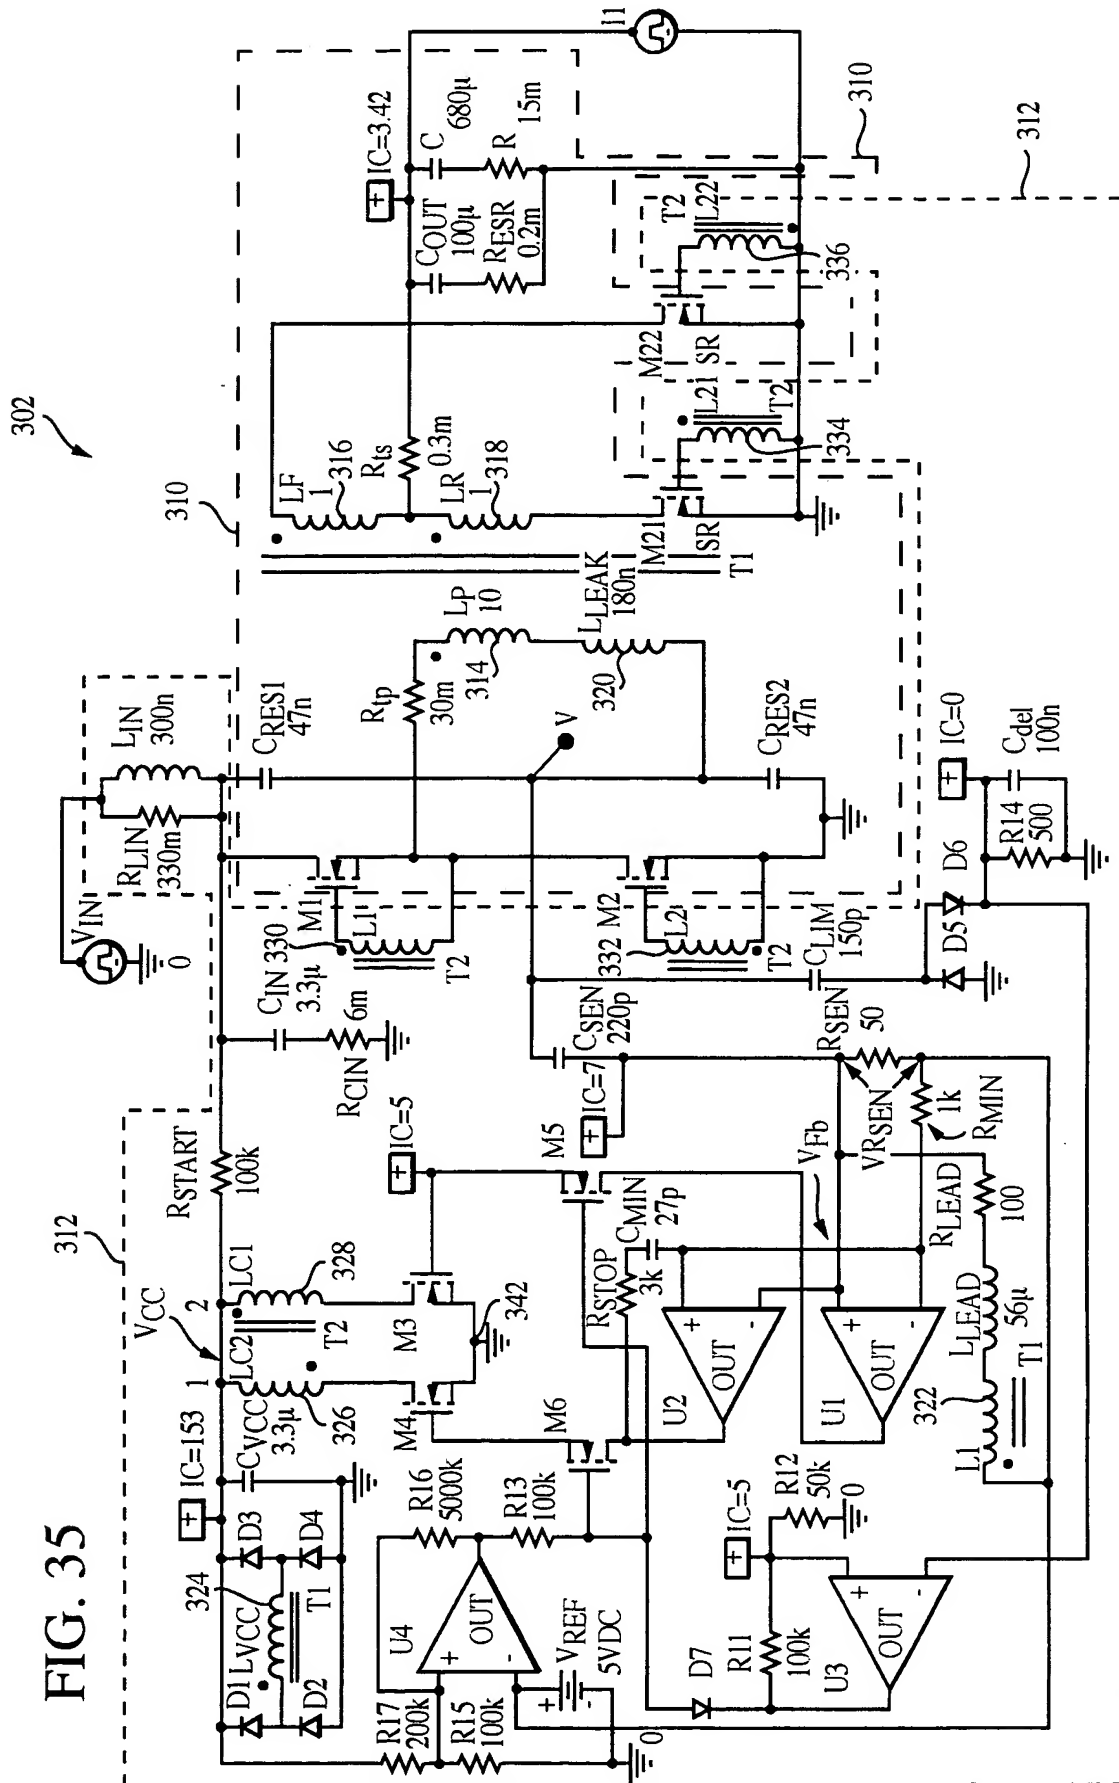 FIG. 35
302
312
310
310
312
VIN
0
RLIN
330m
LIN
300n
VCC
1
2
IC=153
D1
D2
D3
D4
LVCC
324
T1
CVCC
3.3μ
LC2
LC1
326
328
T2
RSTART
100k
CIN
3.3μ
RCIN
6m
M1
330
L1
T2
CRES1
47n
Rtp
30m
LP
10
314
LLEAK
180n
320
V
CRES2
47n
M2
332
L2
T2
LF
1
316
Rts
0.3m
LR
1
318
T1
M21
SR
L21
T2
334
M22
SR
T2
L22
336
IC=3.42
COUT
100μ
RESR
0.2m
C
680μ
R
15m
I1
M4
M3
342
IC=5
M5
M6
IC=7
CSEN
220p
CLIM
150p
D5
D6
IC=0
R14
500
Cdel
100n
R17
200k
R15
100k
U4
+
-
OUT
R16
5000k
R13
100k
VREF
5VDC
0
RSTOP
3k
CMIN
27p
VFb
U2
+
-
OUT
U1
+
-
OUT
RSEN
50
VRSEN
1k
RMIN
RLEAD
100
LLEAD
56μ
322
L1
T1
D7
R11
100k
IC=5
R12
50k
0
U3
+
-
OUT